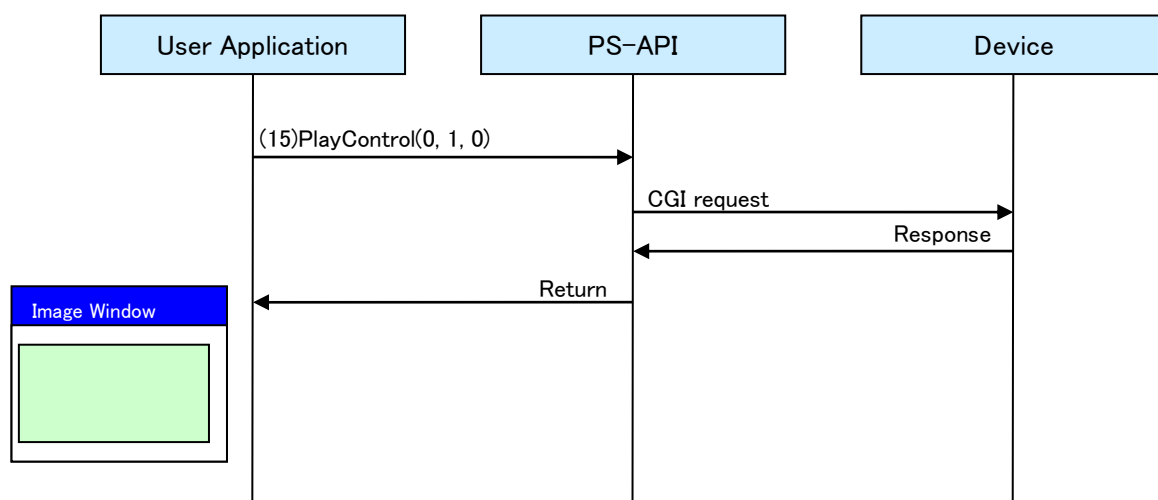 User Application
PS-API
Device
(15)PlayControl(0, 1, 0)
CGI request
Response
Return
Image Window